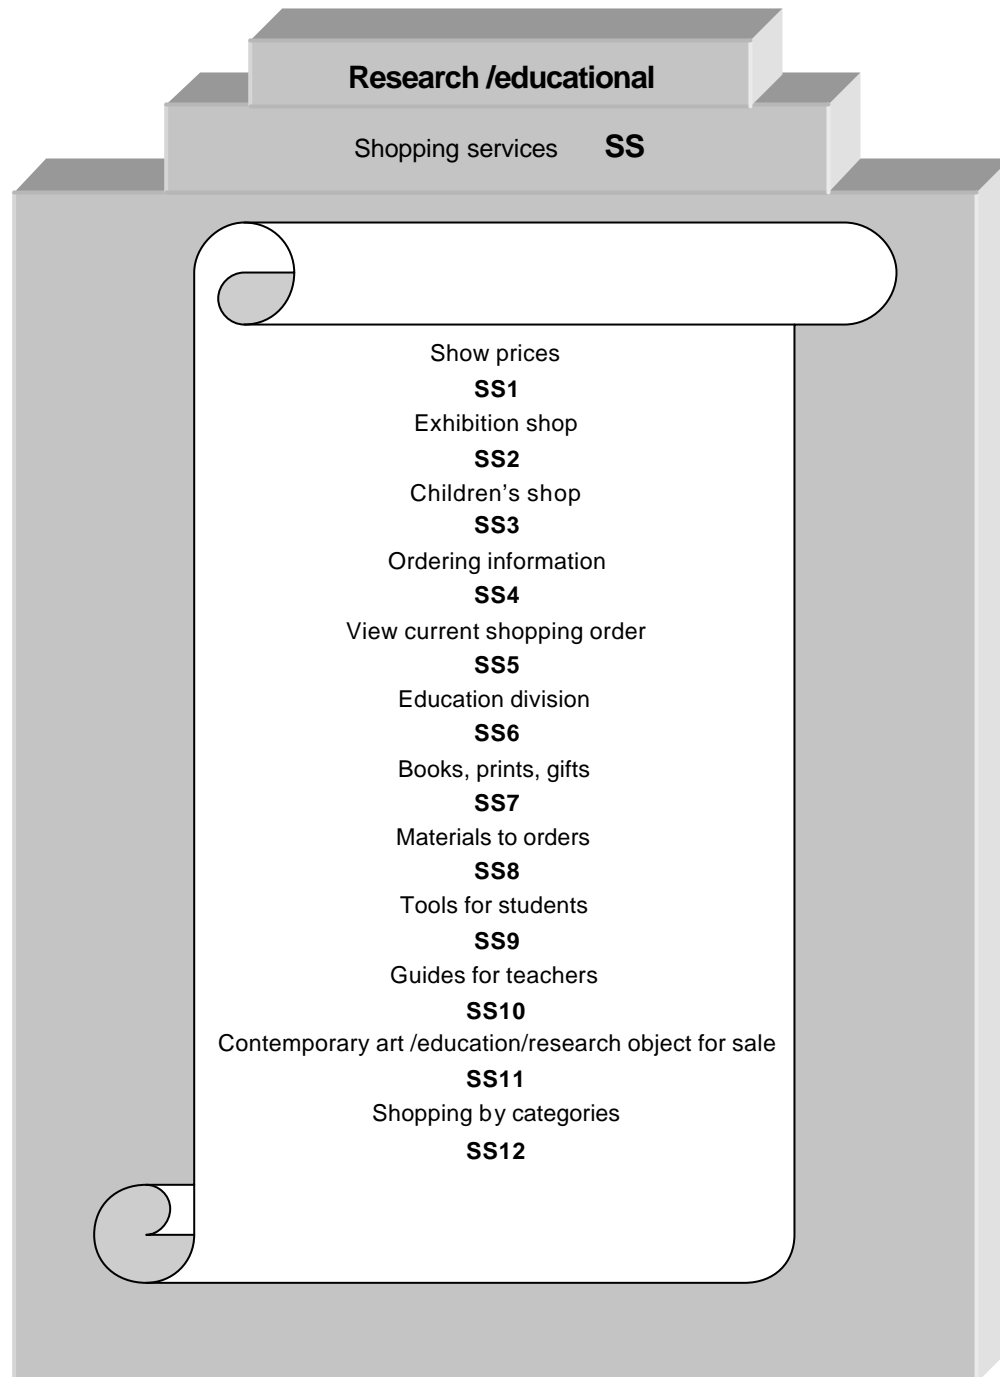 Research /educational
Shopping services SS
Show prices
SS1
Exhibition shop
SS2
Children’s shop
SS3
Ordering information
SS4
View current shopping order
SS5
Education division
SS6
Books, prints, gifts
SS7
Materials to orders
SS8
Tools for students
SS9
Guides for teachers
SS10
Contemporary art /education/research object for sale
SS11
Shopping by categories
SS12